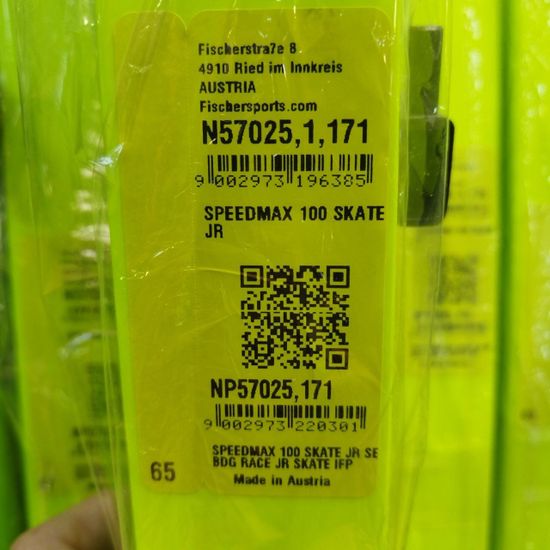 Fischerstra?e 8
4910 Ried im Innkreis
AUSTRIA
Fischersports.com
N57025,1,171
9 002973 196385
SPEEDMAX 100 SKATE
JR
NP57025,171
9 002973 220301
SPEEDMAX 100 SKATE JR SE
BDG RACE JR SKATE IFP
65
Made in Austria